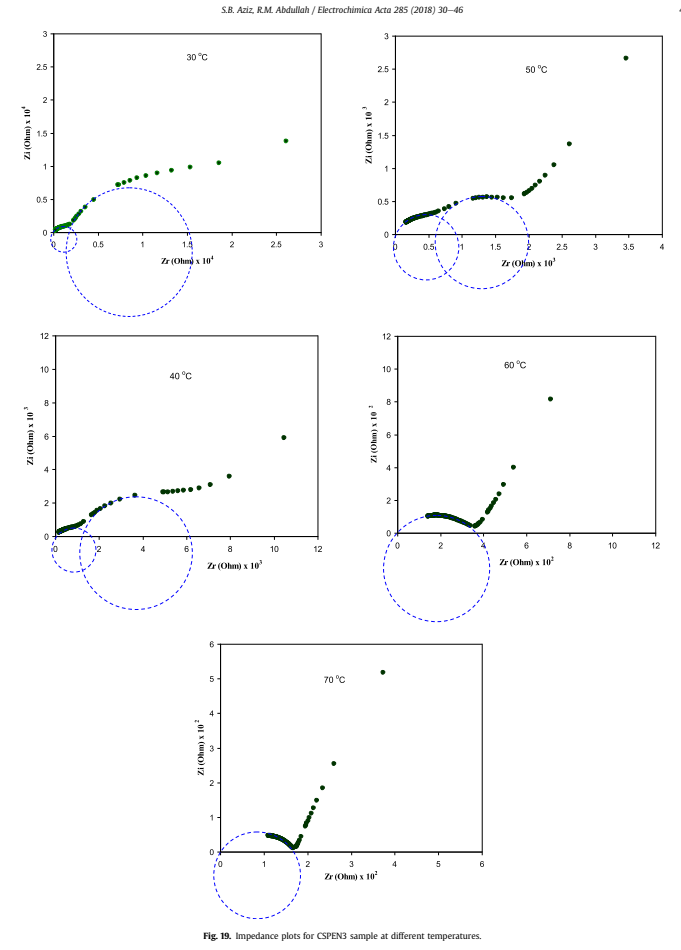 S.B. Aziz, R.M. Abdullah / Electrochimica Acta 285 (2018) 30–46
30 °C
Zi (Ohm) x 10⁴
3
2.5
2
1.5
1
0.5
0
0 0.5 1 1.5 2 2.5 3
Zr (Ohm) x 10⁴
50 °C
Zi (Ohm) x 10³
3
2.5
2
1.5
1
0.5
0
0 0.5 1 1.5 2 2.5 3 3.5 4
Zr (Ohm) x 10³
40 °C
Zi (Ohm) x 10³
12
10
8
6
4
2
0
0 2 4 6 8 10 12
Zr (Ohm) x 10³
60 °C
Zi (Ohm) x 10²
12
10
8
6
4
2
0
0 2 4 6 8 10 12
Zr (Ohm) x 10²
70 °C
Zi (Ohm) x 10²
6
5
4
3
2
1
0
0 1 2 3 4 5 6
Zr (Ohm) x 10²
Fig. 19. Impedance plots for CSPEN3 sample at different temperatures.